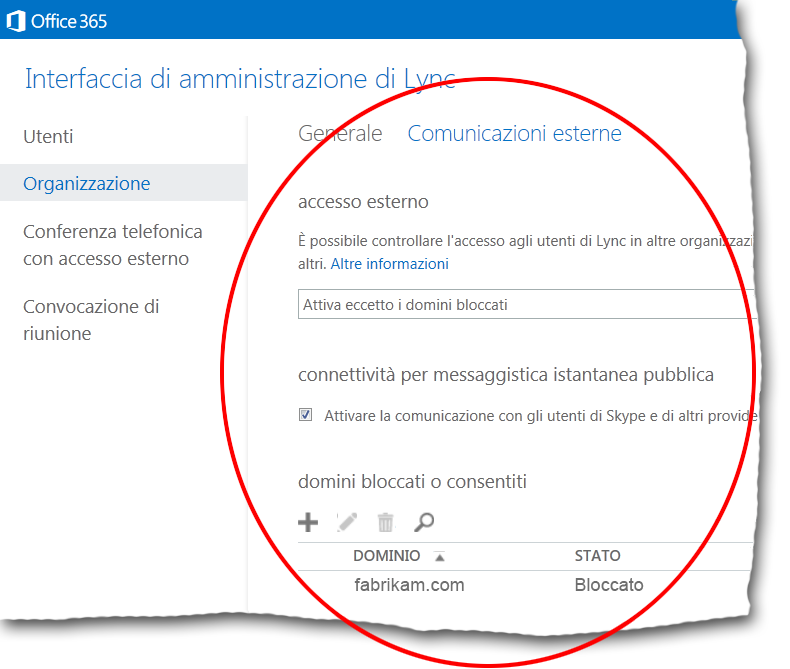 Office 365
Interfaccia di amministrazione di Lync
Utenti
Organizzazione
Conferenza telefonica
con accesso esterno
Convocazione di
riunione
Generale Comunicazioni esterne
accesso esterno
È possibile controllare l'accesso agli utenti di Lync in altre organizzazi
altri. Altre informazioni
Attiva eccetto i domini bloccati
connettività per messaggistica istantanea pubblica
Attivare la comunicazione con gli utenti di Skype e di altri provide
domini bloccati o consentiti
DOMINIO STATO
fabrikam.com Bloccato